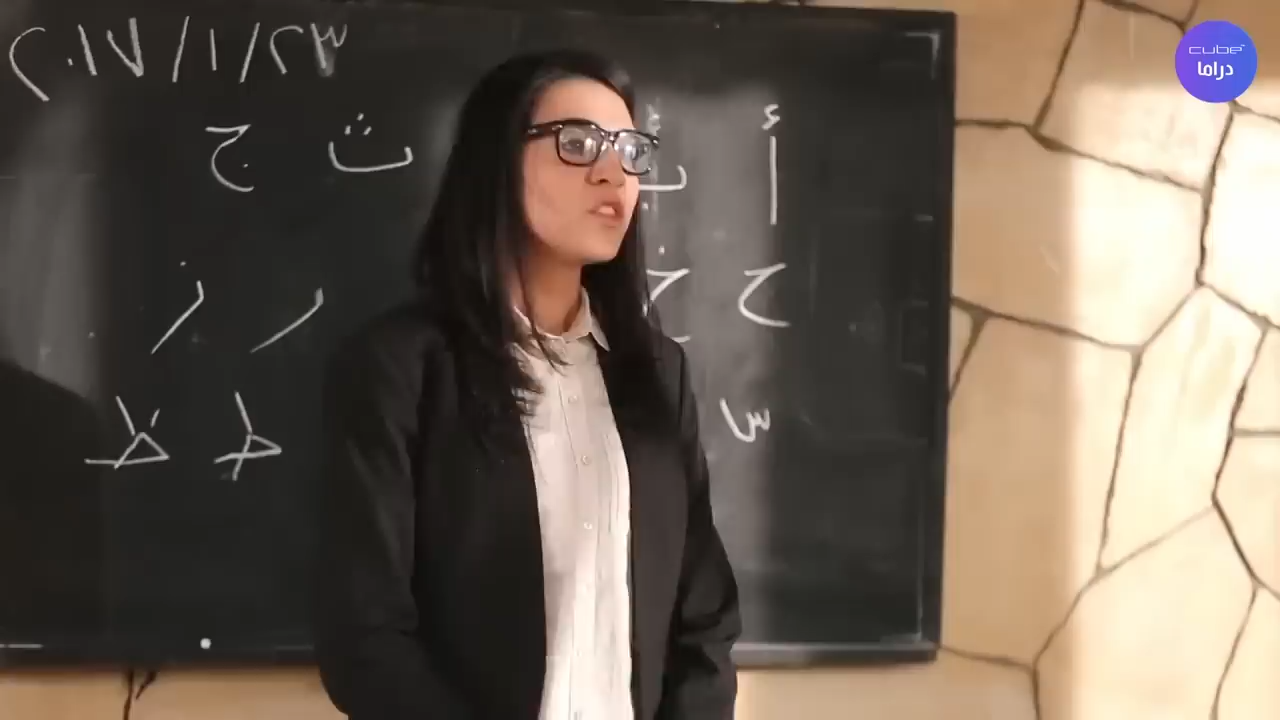 ٢٠١٧/١/٢٣
أ ب ث ج
ح خ ر ز
س ط ظ
cube
دراما